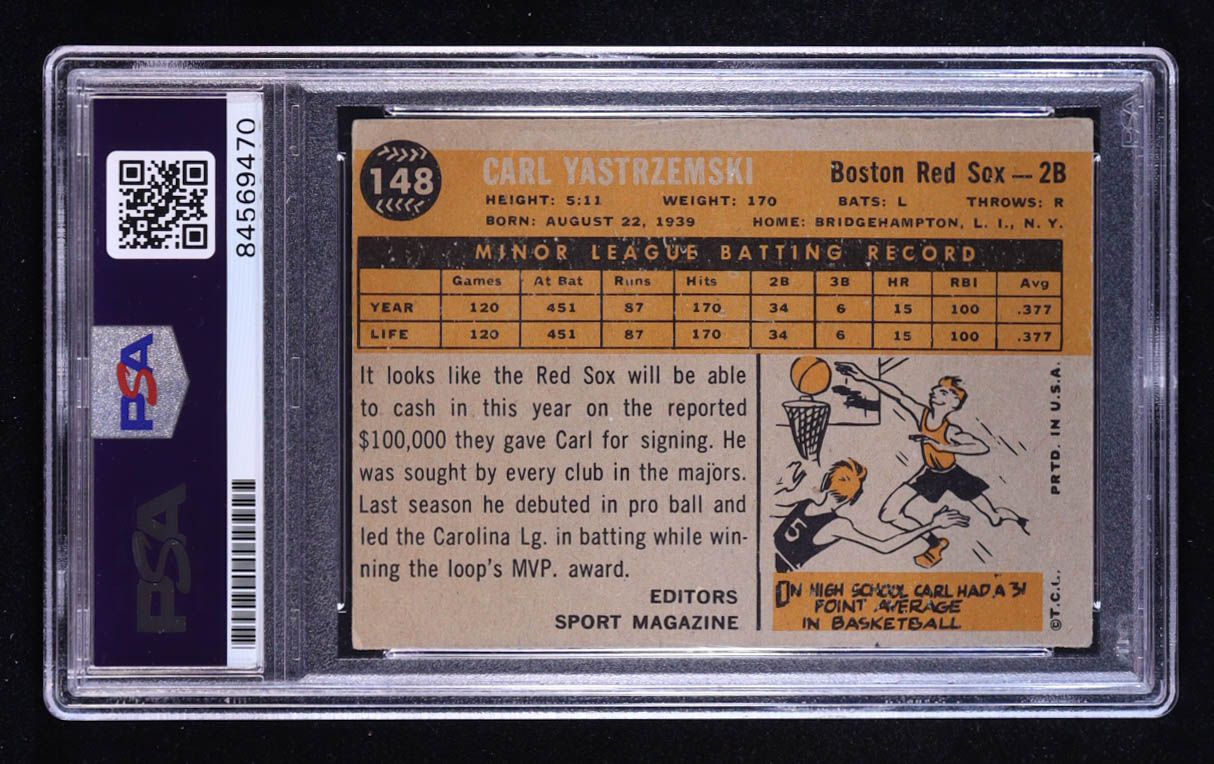 84569470
PSA
PSA
148
CARL YASTRZEMSKI
Boston Red Sox — 2B
HEIGHT: 5:11 WEIGHT: 170 BATS: L THROWS: R
BORN: AUGUST 22, 1939 HOME: BRIDGEHAMPTON, L. I., N. Y.
MINOR LEAGUE BATTING RECORD
Games At Bat Runs Hits 2B 3B HR RBI Avg
YEAR 120 451 87 170 34 6 15 100 .377
LIFE 120 451 87 170 34 6 15 100 .377
It looks like the Red Sox will be able
to cash in this year on the reported
$100,000 they gave Carl for signing. He
was sought by every club in the majors.
Last season he debuted in pro ball and
led the Carolina Lg. in batting while win-
ning the loop's MVP. award.
EDITORS
SPORT MAGAZINE
5
IN HIGH SCHOOL CARL HAD A 31
POINT AVERAGE
IN BASKETBALL
PRTD. IN U.S.A.
©T.C.G.
PSA